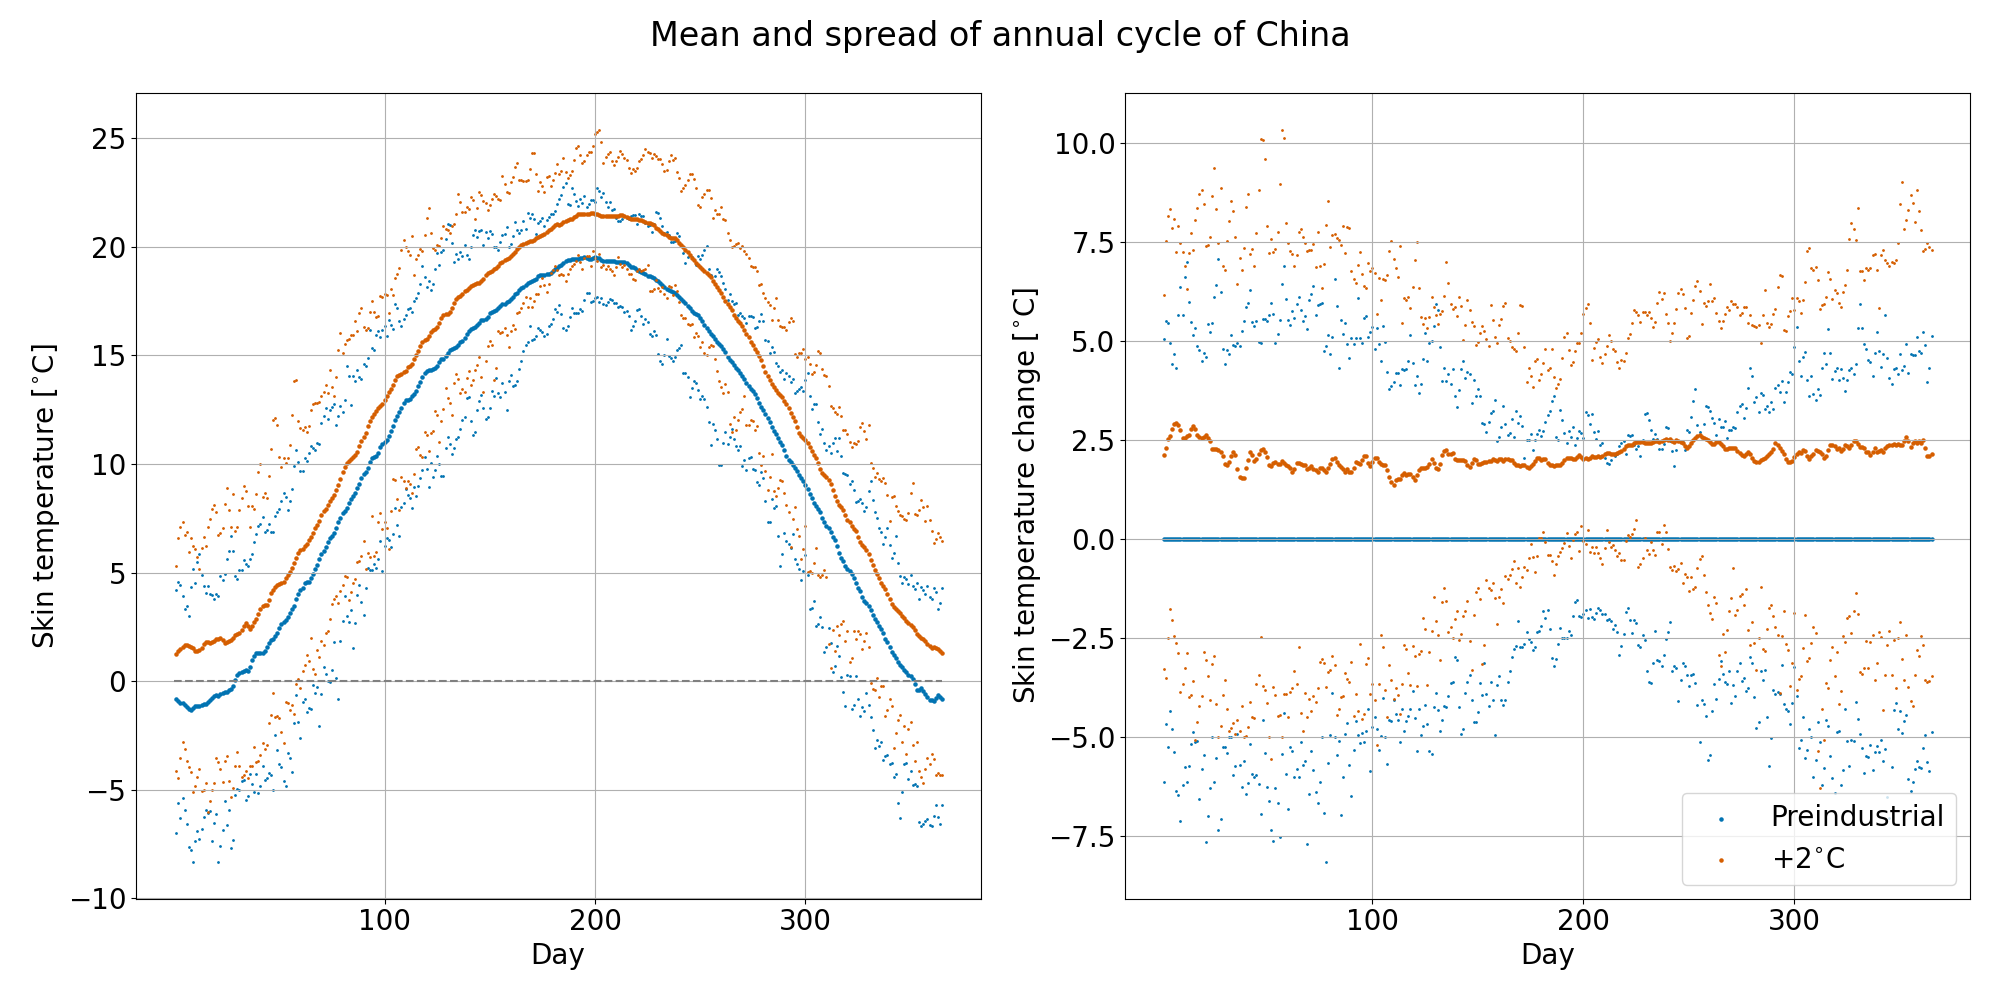 Mean and spread of annual cycle of China
Skin temperature [°C]
25
20
15
10
5
0
−5
−10
100 200 300
Day
Skin temperature change [°C]
10.0
7.5
5.0
2.5
0.0
−2.5
−5.0
−7.5
100 200 300
Day
Preindustrial
+2°C